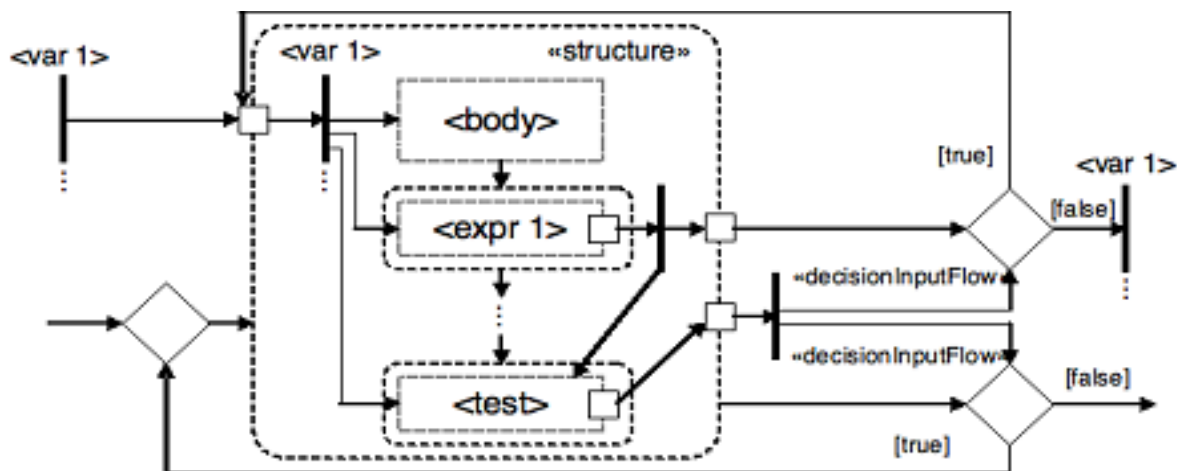 <var 1>
<var 1>
«structure»
<body>
[true]
<var 1>
[false]
<expr 1>
«decisionInputFlow»
«decisionInputFlow»
[false]
<test>
[true]